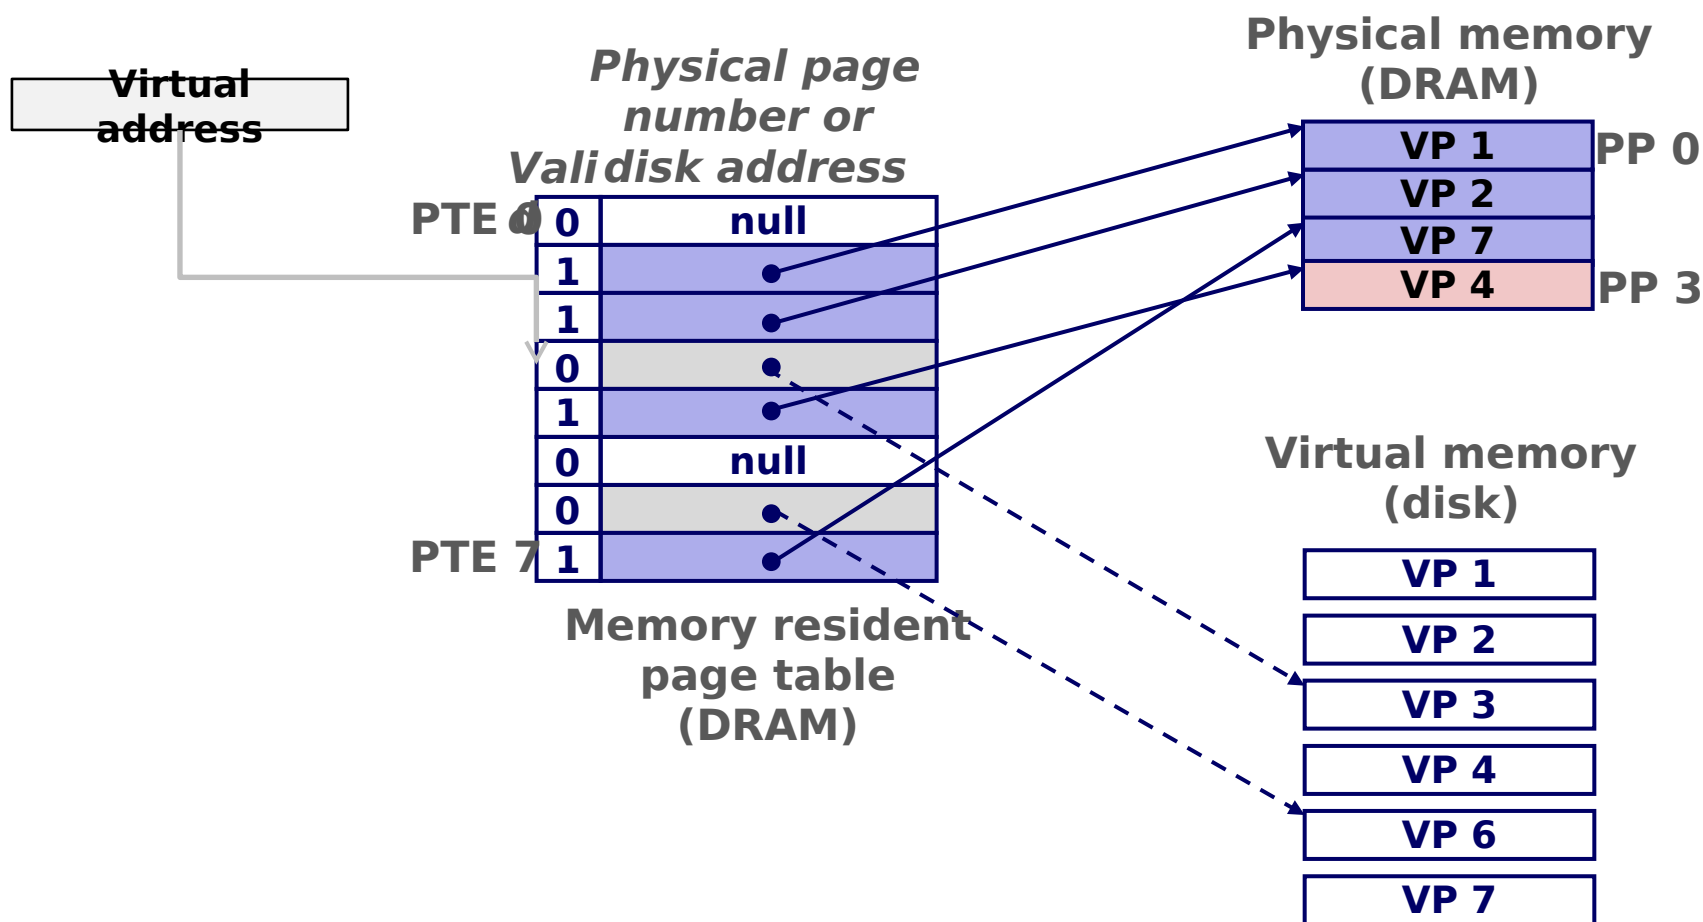 Virtual
address
Physical page
number or
disk address
Valid
PTE 0
0 null
1
1
0
1
0 null
0
PTE 7
1
Memory resident
page table
(DRAM)
Physical memory
(DRAM)
VP 1
PP 0
VP 2
VP 7
VP 4
PP 3
Virtual memory
(disk)
VP 1
VP 2
VP 3
VP 4
VP 6
VP 7